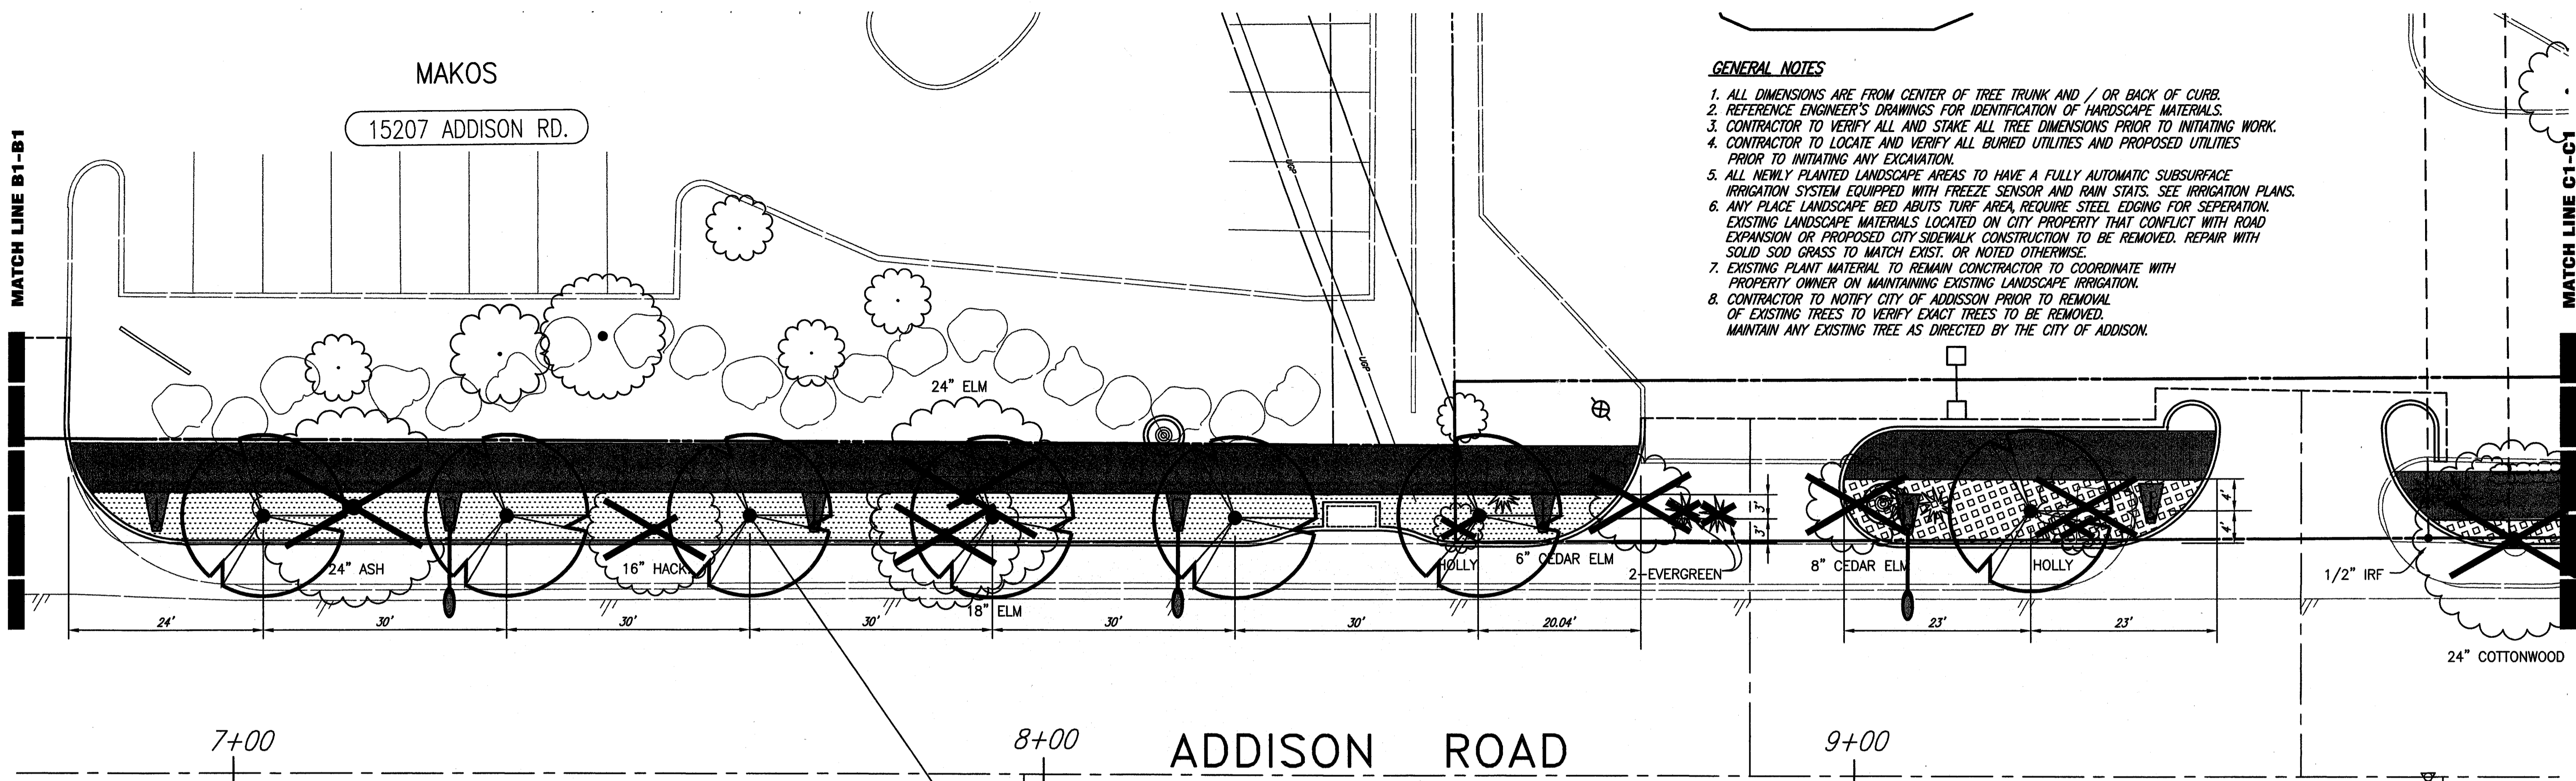 MAKOS
15207 ADDISON RD.
MATCH LINE B1-B1
GENERAL NOTES
1. ALL DIMENSIONS ARE FROM CENTER OF TREE TRUNK AND / OR BACK OF CURB.
2. REFERENCE ENGINEER'S DRAWINGS FOR IDENTIFICATION OF HARDSCAPE MATERIALS.
3. CONTRACTOR TO VERIFY ALL AND STAKE ALL TREE DIMENSIONS PRIOR TO INITIATING WORK.
4. CONTRACTOR TO LOCATE AND VERIFY ALL BURIED UTILITIES AND PROPOSED UTILITIES
PRIOR TO INITIATING ANY EXCAVATION.
5. ALL NEWLY PLANTED LANDSCAPE AREAS TO HAVE A FULLY AUTOMATIC SUBSURFACE
IRRIGATION SYSTEM EQUIPPED WITH FREEZE SENSOR AND RAIN STATS. SEE IRRIGATION PLANS.
6. ANY PLACE LANDSCAPE BED ABUTS TURF AREA, REQUIRE STEEL EDGING FOR SEPERATION.
EXISTING LANDSCAPE MATERIALS LOCATED ON CITY PROPERTY THAT CONFLICT WITH ROAD
EXPANSION OR PROPOSED CITY SIDEWALK CONSTRUCTION TO BE REMOVED. REPAIR WITH
SOLID SOD GRASS TO MATCH EXIST. OR NOTED OTHERWISE.
7. EXISTING PLANT MATERIAL TO REMAIN CONCTRACTOR TO COORDINATE WITH
PROPERTY OWNER ON MAINTAINING EXISTING LANDSCAPE IRRIGATION.
8. CONTRACTOR TO NOTIFY CITY OF ADDISSON PRIOR TO REMOVAL
OF EXISTING TREES TO VERIFY EXACT TREES TO BE REMOVED.
MAINTAIN ANY EXISTING TREE AS DIRECTED BY THE CITY OF ADDISON.
MATCH LINE C1-C1
UGP
UGP
24" ELM
24" ASH
16" HACK.
18" ELM
HOLLY
6" CEDAR ELM
2-EVERGREEN
3'
3'
8" CEDAR ELM
HOLLY
4'
4'
1/2" IRF
24" COTTONWOOD
24'
30'
30'
30'
30'
30'
20.04'
23'
23'
7+00
8+00
ADDISON ROAD
9+00